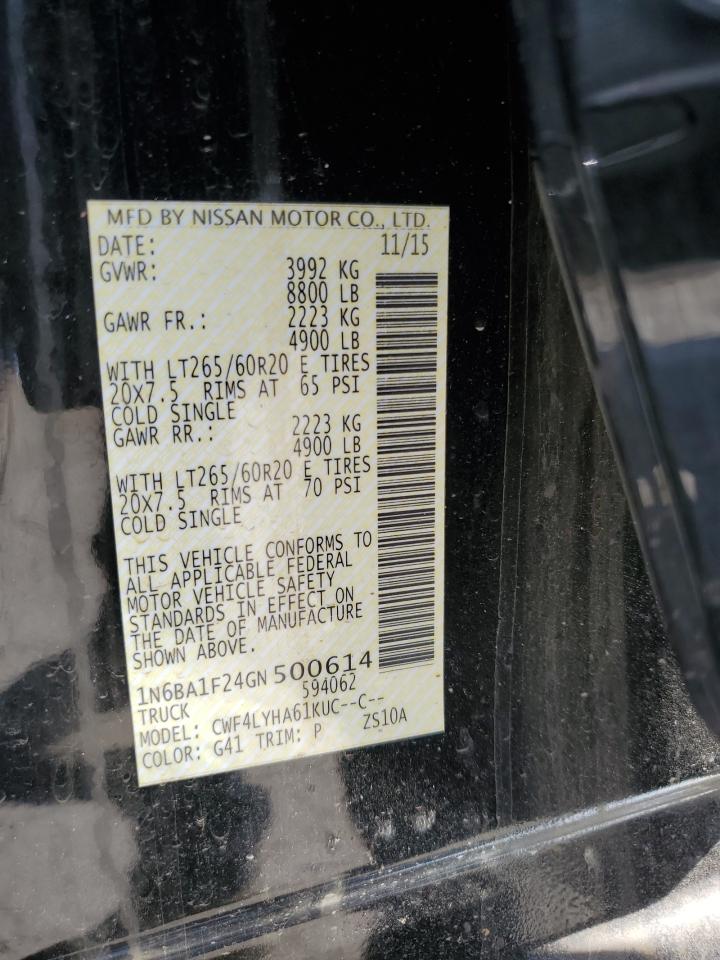 MFD BY NISSAN MOTOR CO., LTD.
DATE: 11/15
GVWR: 3992 KG
8800 LB
GAWR FR.: 2223 KG
4900 LB
WITH LT265/60R20 E TIRES
20X7.5 RIMS AT 65 PSI
COLD SINGLE
GAWR RR.: 2223 KG
4900 LB
WITH LT265/60R20 E TIRES
20X7.5 RIMS AT 70 PSI
COLD SINGLE
THIS VEHICLE CONFORMS TO
ALL APPLICABLE FEDERAL
MOTOR VEHICLE SAFETY
STANDARDS IN EFFECT ON
THE DATE OF MANUFACTURE
SHOWN ABOVE.
1N6BA1F24GN500614
TRUCK 594062
MODEL: CWF4LYHA61KUC--C--
COLOR: G41 TRIM: P ZS10A